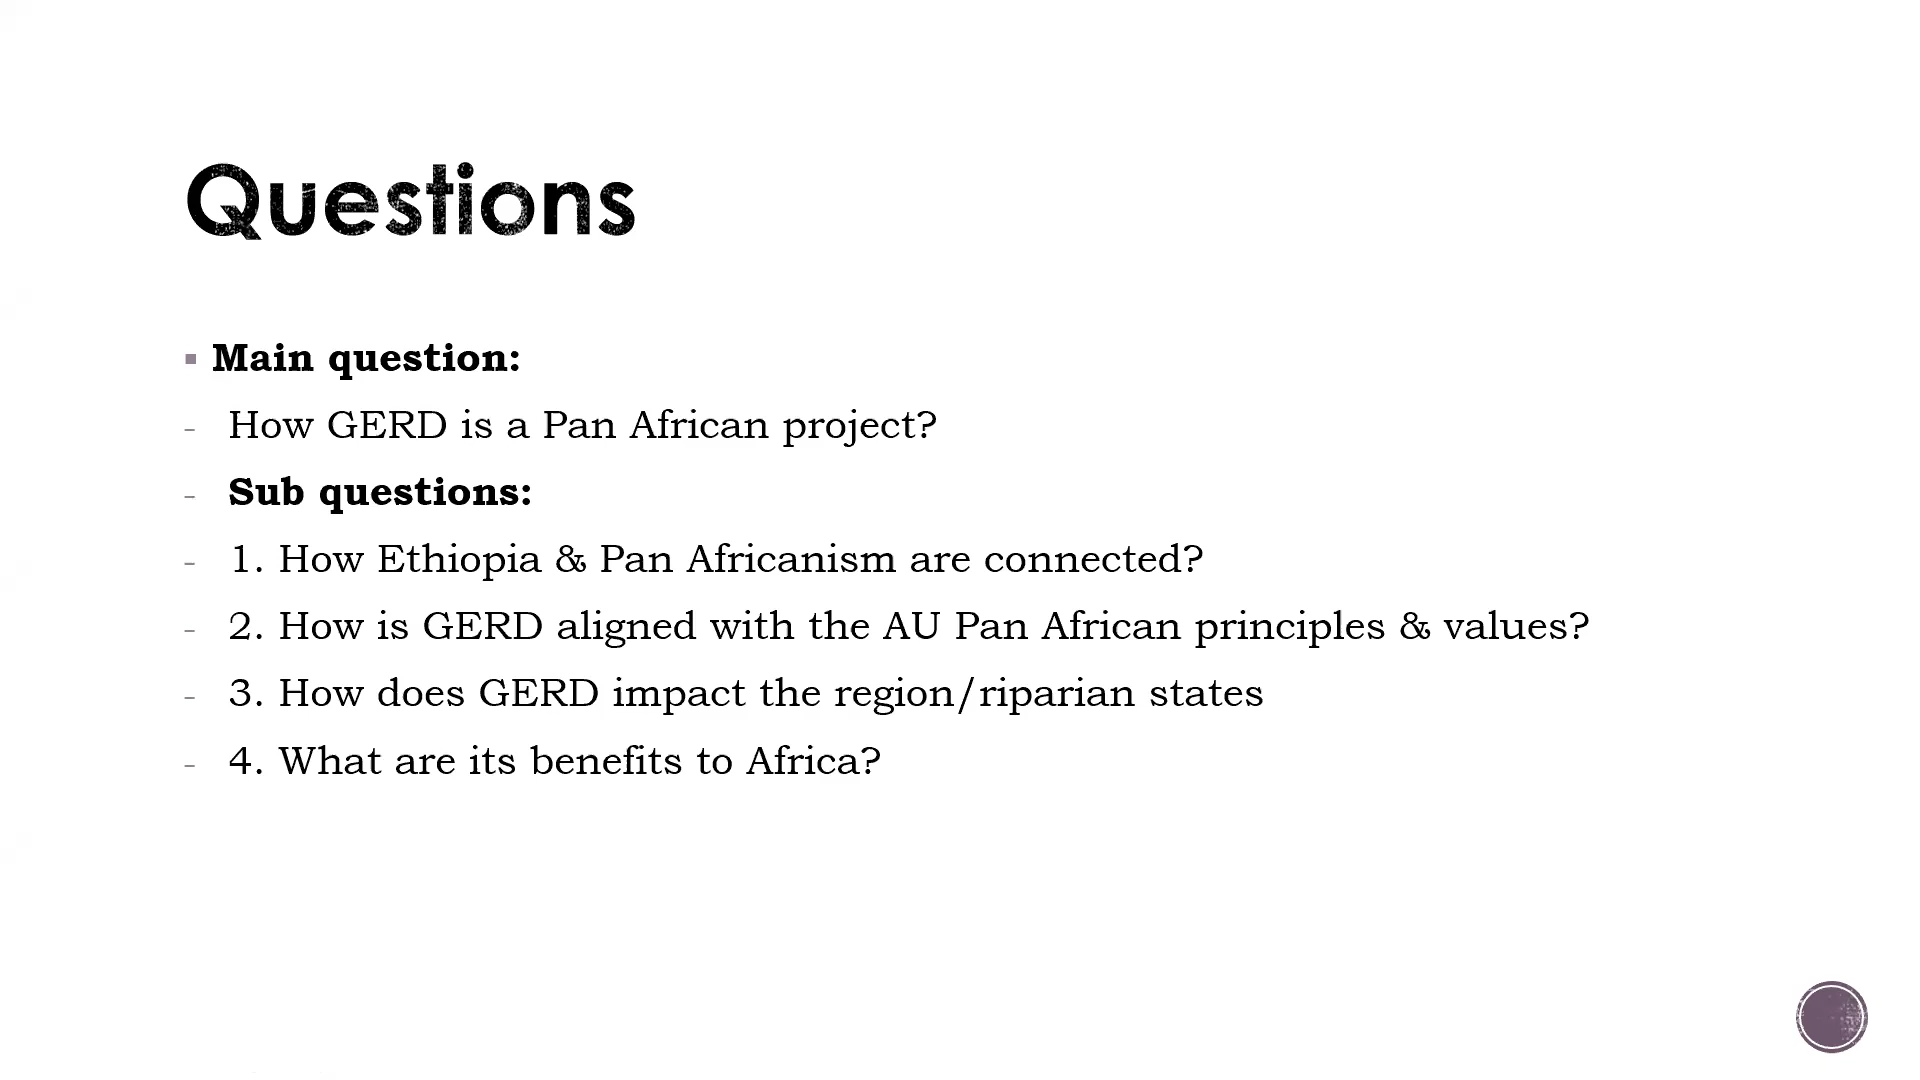 Questions
▪ Main question:
- How GERD is a Pan African project?
- Sub questions:
- 1. How Ethiopia & Pan Africanism are connected?
- 2. How is GERD aligned with the AU Pan African principles & values?
- 3. How does GERD impact the region/riparian states
- 4. What are its benefits to Africa?